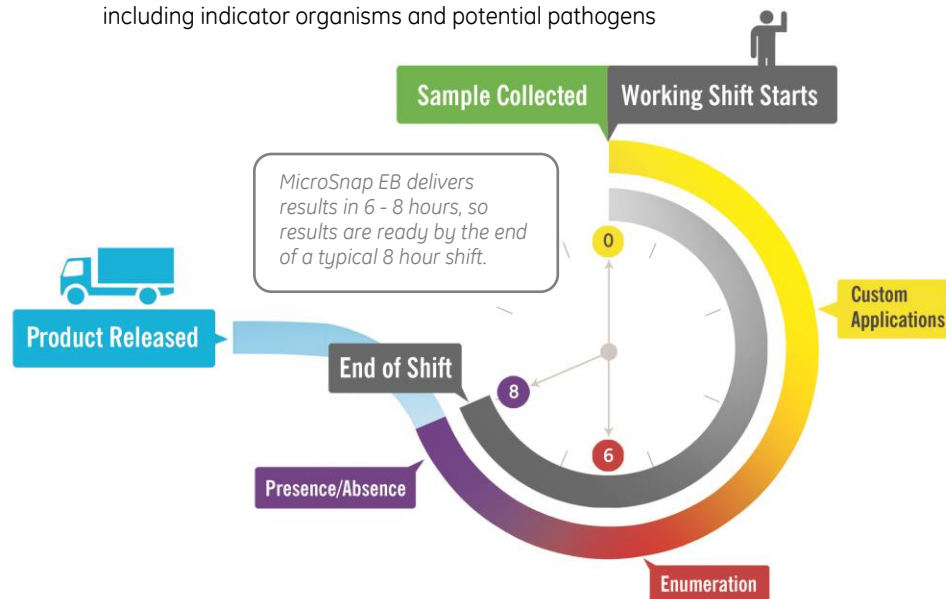 including indicator organisms and potential pathogens
Sample Collected
Working Shift Starts
MicroSnap EB delivers
results in 6 - 8 hours, so
results are ready by the end
of a typical 8 hour shift.
0
Product Released
Custom
Applications
End of Shift
8
6
Presence/Absence
Enumeration